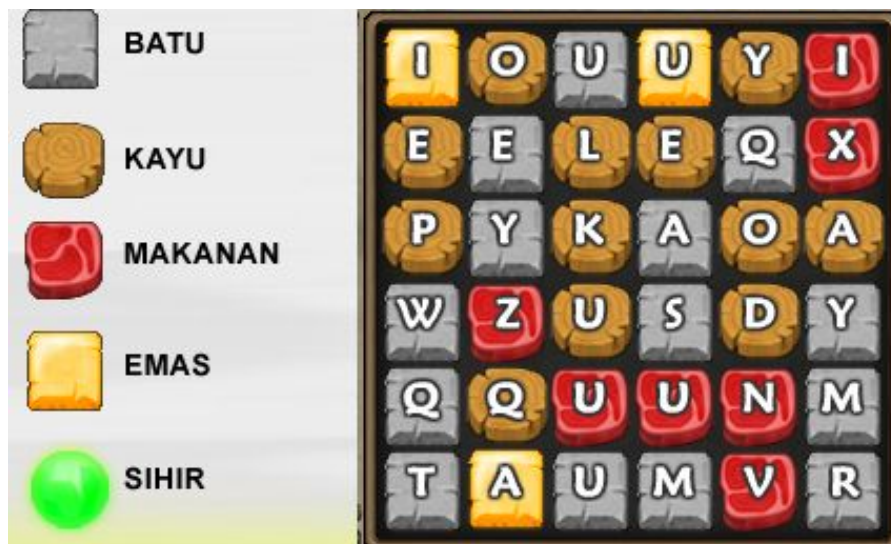 BATU
KAYU
MAKANAN
EMAS
SIHIR
I O U U Y I
E E L E Q X
P Y K A O A
W Z U S D Y
Q Q U U N M
T A U M V R